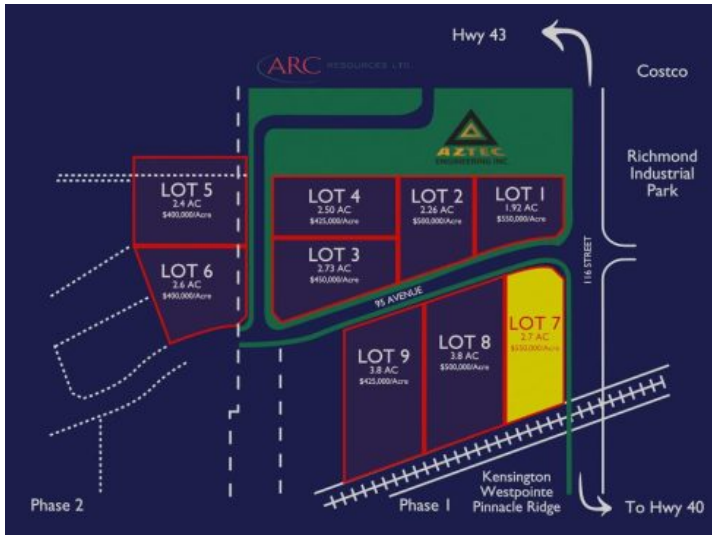 Hwy 43
ARC RESOURCES LTD.
Costco
AZTEC
ENGINEERING INC
Richmond
Industrial
Park
LOT 5
2.4 AC
$400,000/Acre
LOT 4
2.50 AC
$425,000/Acre
LOT 2
2.26 AC
$500,000/Acre
LOT 1
1.92 AC
$550,000/Acre
LOT 6
2.6 AC
$400,000/Acre
LOT 3
2.73 AC
$450,000/Acre
116 STREET
95 AVENUE
LOT 7
2.7 AC
$550,000/Acre
LOT 8
3.8 AC
$500,000/Acre
LOT 9
3.8 AC
$425,000/Acre
Kensington
Westpointe
Pinnacle Ridge
Phase 2
Phase 1
To Hwy 40